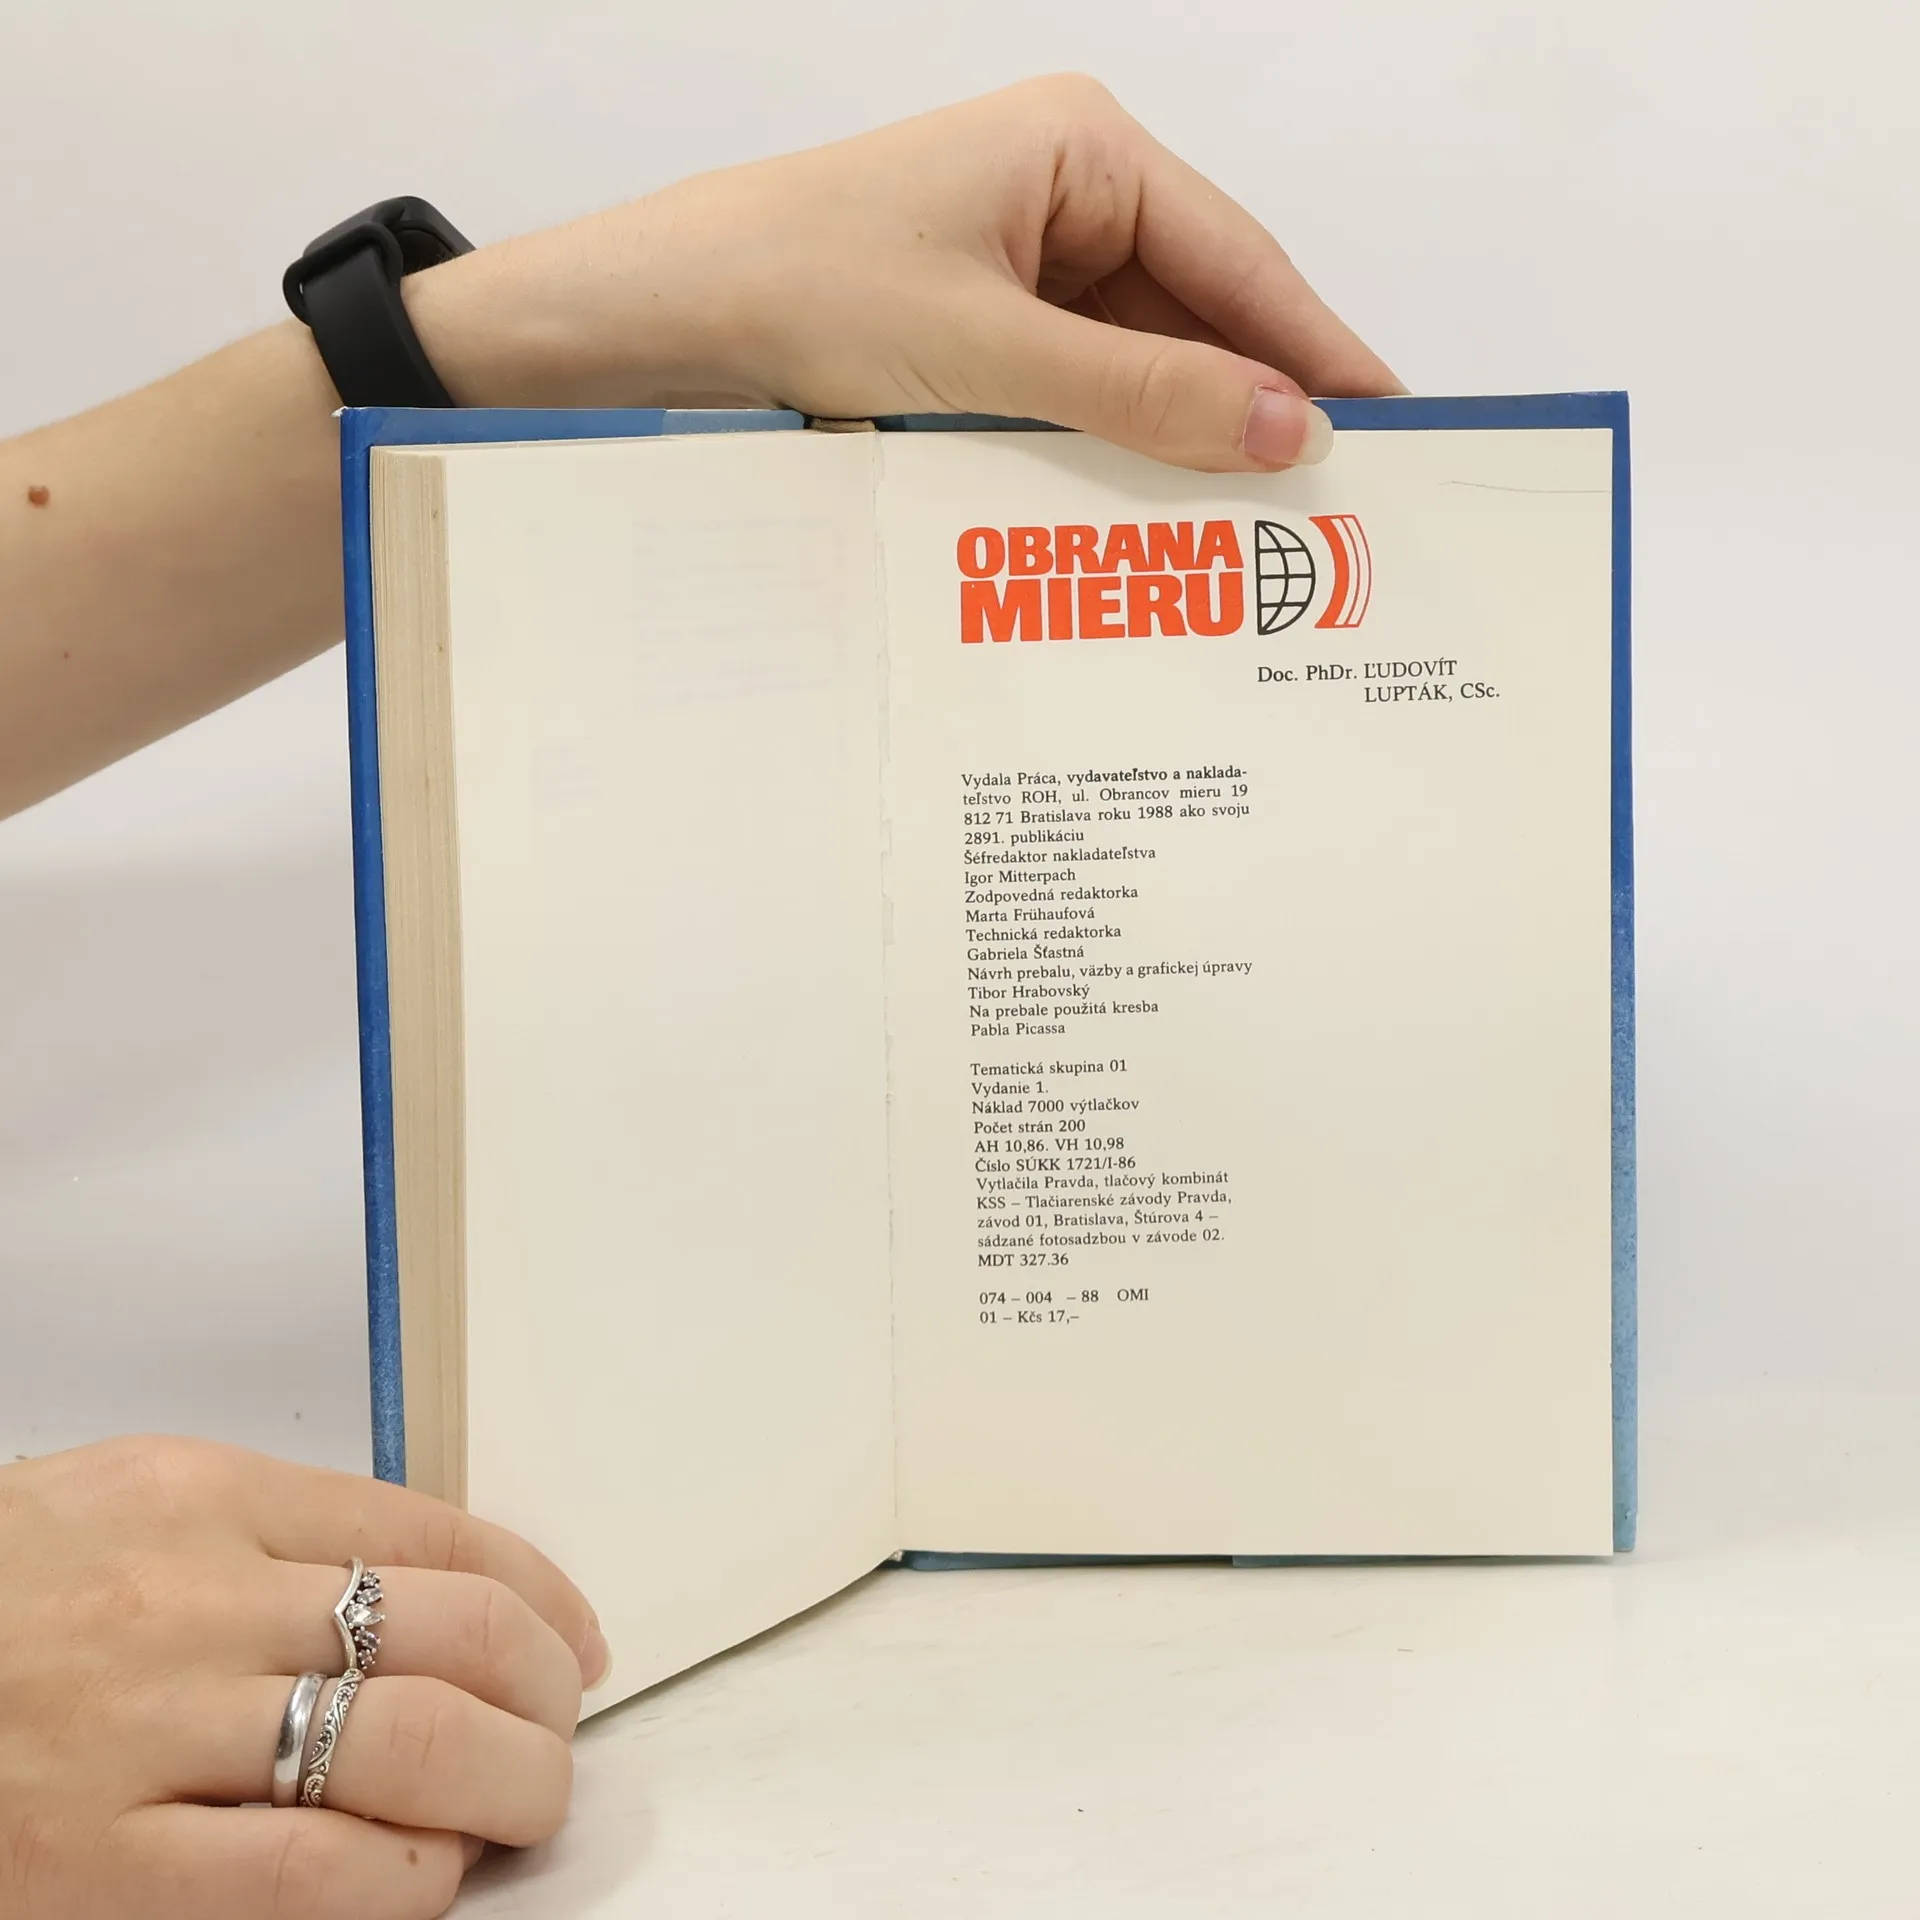 OBRANA
MIERU
Doc. PhDr. ĽUDOVÍT
LUPTÁK, CSc.
Vydala Práca, vydavateľstvo a naklada-
teľstvo ROH, ul. Obrancov mieru 19
812 71 Bratislava roku 1988 ako svoju
2891. publikáciu
Šéfredaktor nakladateľstva
Igor Mitterpach
Zodpovedná redaktorka
Marta Frühaufová
Technická redaktorka
Gabriela Šťastná
Návrh prebalu, väzby a grafickej úpravy
Tibor Hrabovský
Na prebale použitá kresba
Pabla Picassa
Tematická skupina 01
Vydanie 1.
Náklad 7000 výtlačkov
Počet strán 200
AH 10,86. VH 10,98
Číslo SÚKK 1721/I-86
Vytlačila Pravda, tlačový kombinát
KSS – Tlačiarenské závody Pravda,
závod 01, Bratislava, Štúrova 4 –
sádzané fotosadzbou v závode 02.
MDT 327.36
074 – 004 – 88 OMI
01 – Kčs 17,–